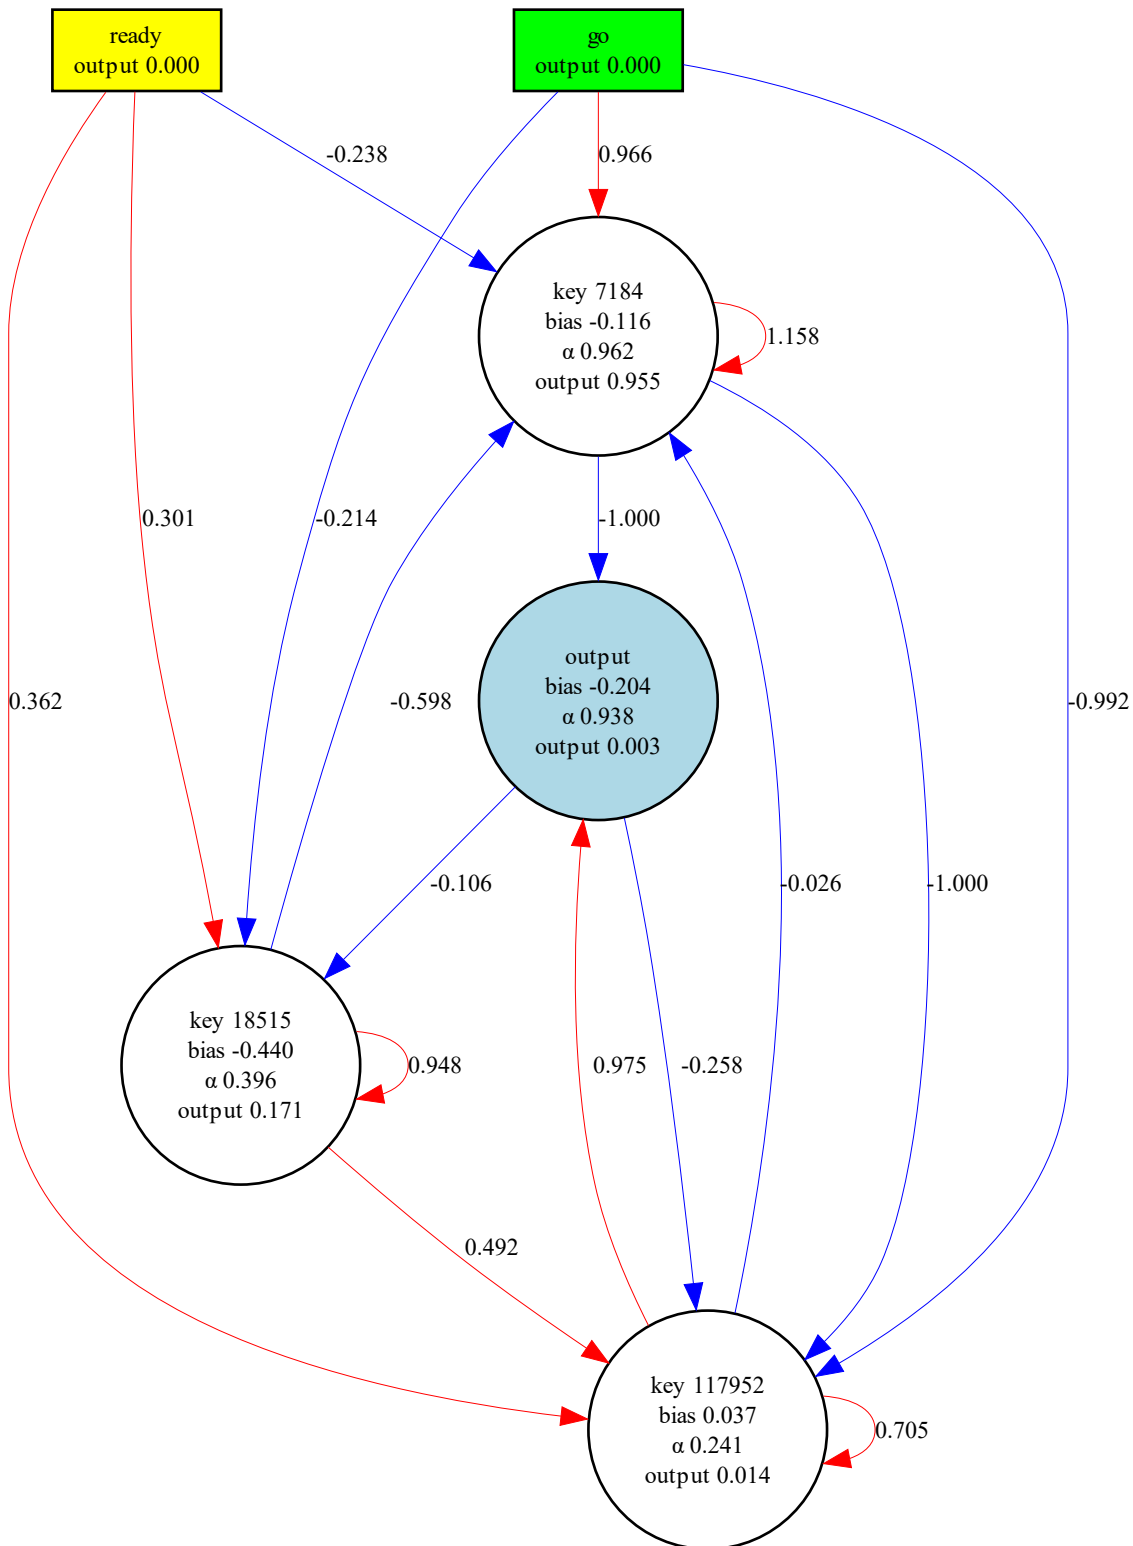 ready
output 0.000
go
output 0.000
-0.238
0.966
key 7184
bias -0.116
α 0.962
output 0.955
1.158
0.301
-0.214
-1.000
0.362
-0.598
output
bias -0.204
α 0.938
output 0.003
-0.992
-0.106
-0.026
-1.000
key 18515
bias -0.440
α 0.396
output 0.171
0.948
0.975
-0.258
0.492
key 117952
bias 0.037
α 0.241
output 0.014
0.705